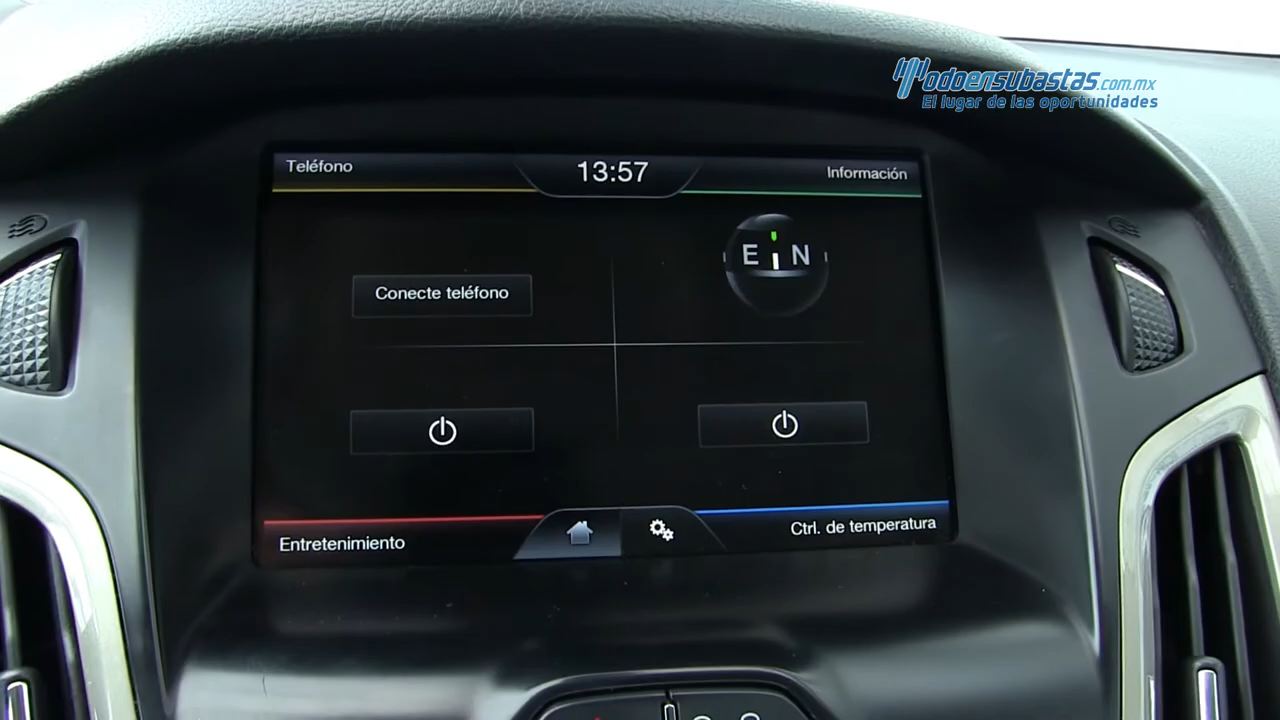 Todoensubastas.com.mx
El lugar de las oportunidades
Teléfono
13:57
Información
E N
Conecte teléfono
Entretenimiento
Ctrl. de temperatura